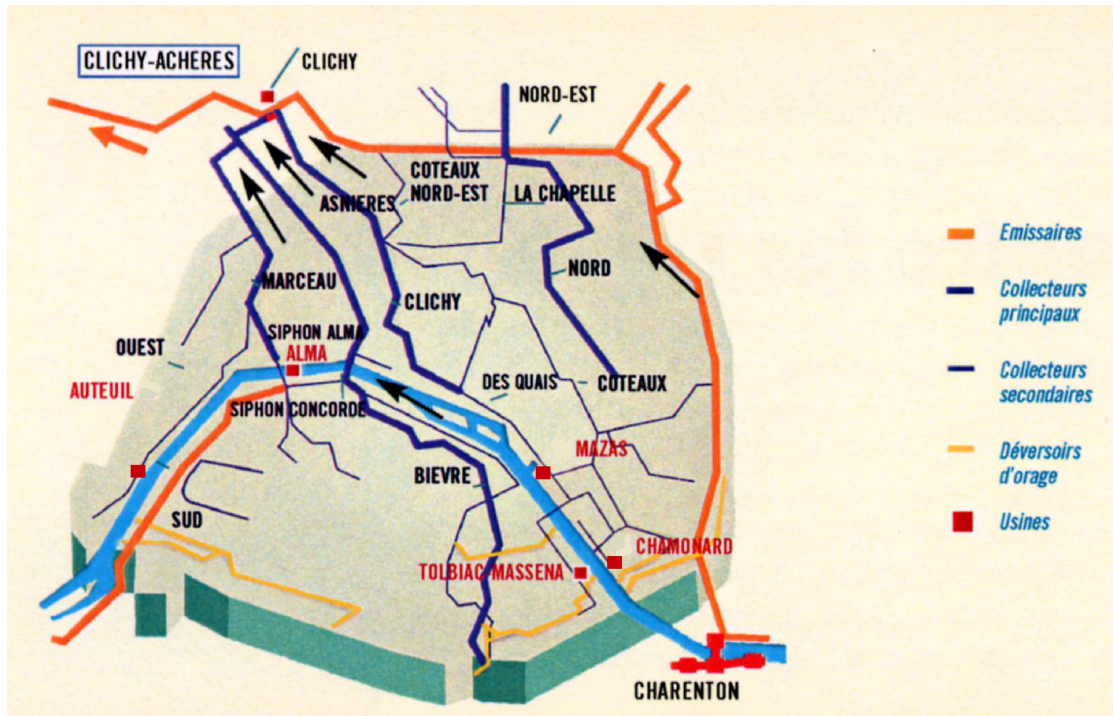 CLICHY-ACHERES
CLICHY
NORD-EST
COTEAUX
NORD-EST
LA CHAPELLE
ASNIERES
NORD
MARCEAU
CLICHY
SIPHON ALMA
ALMA
OUEST
AUTEUIL
DES QUAIS
COTEAUX
SIPHON CONCORDE
MAZAS
BIEVRE
SUD
CHAMONARD
TOLBIAC MASSENA
CHARENTON
Emissaires
Collecteurs
principaux
Collecteurs
secondaires
Déversoirs
d'orage
Usines